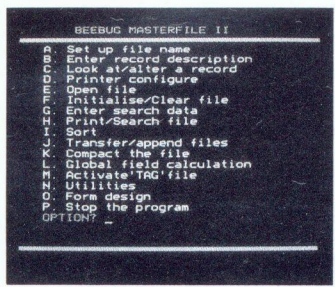 BEEBUG MASTERFILE II
A. Set up file name
B. Enter record description
C. Look at/alter a record
D. Printer configure
E. Open file
F. Initialise/Clear file
G. Enter search data
H. Print/Search file
I. Sort
J. Transfer/append files
K. Compact the file
L. Global field calculation
M. Activate'TAG'file
N. Utilities
O. Form design
P. Stop the program
OPTION? _